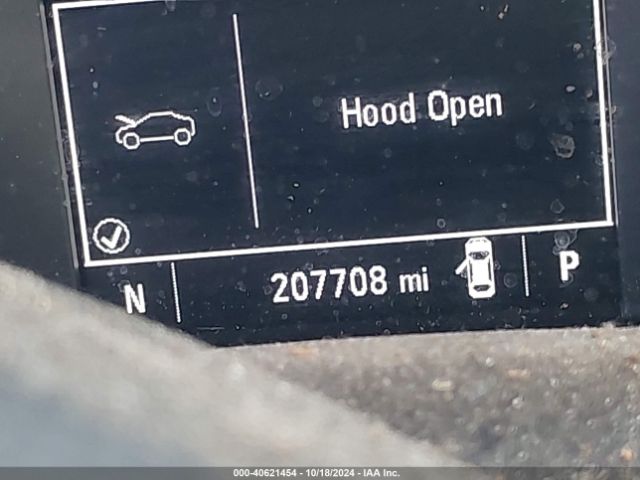 Hood Open
N 207708 mi P
000-40621454 - 10/18/2024 - IAA Inc.